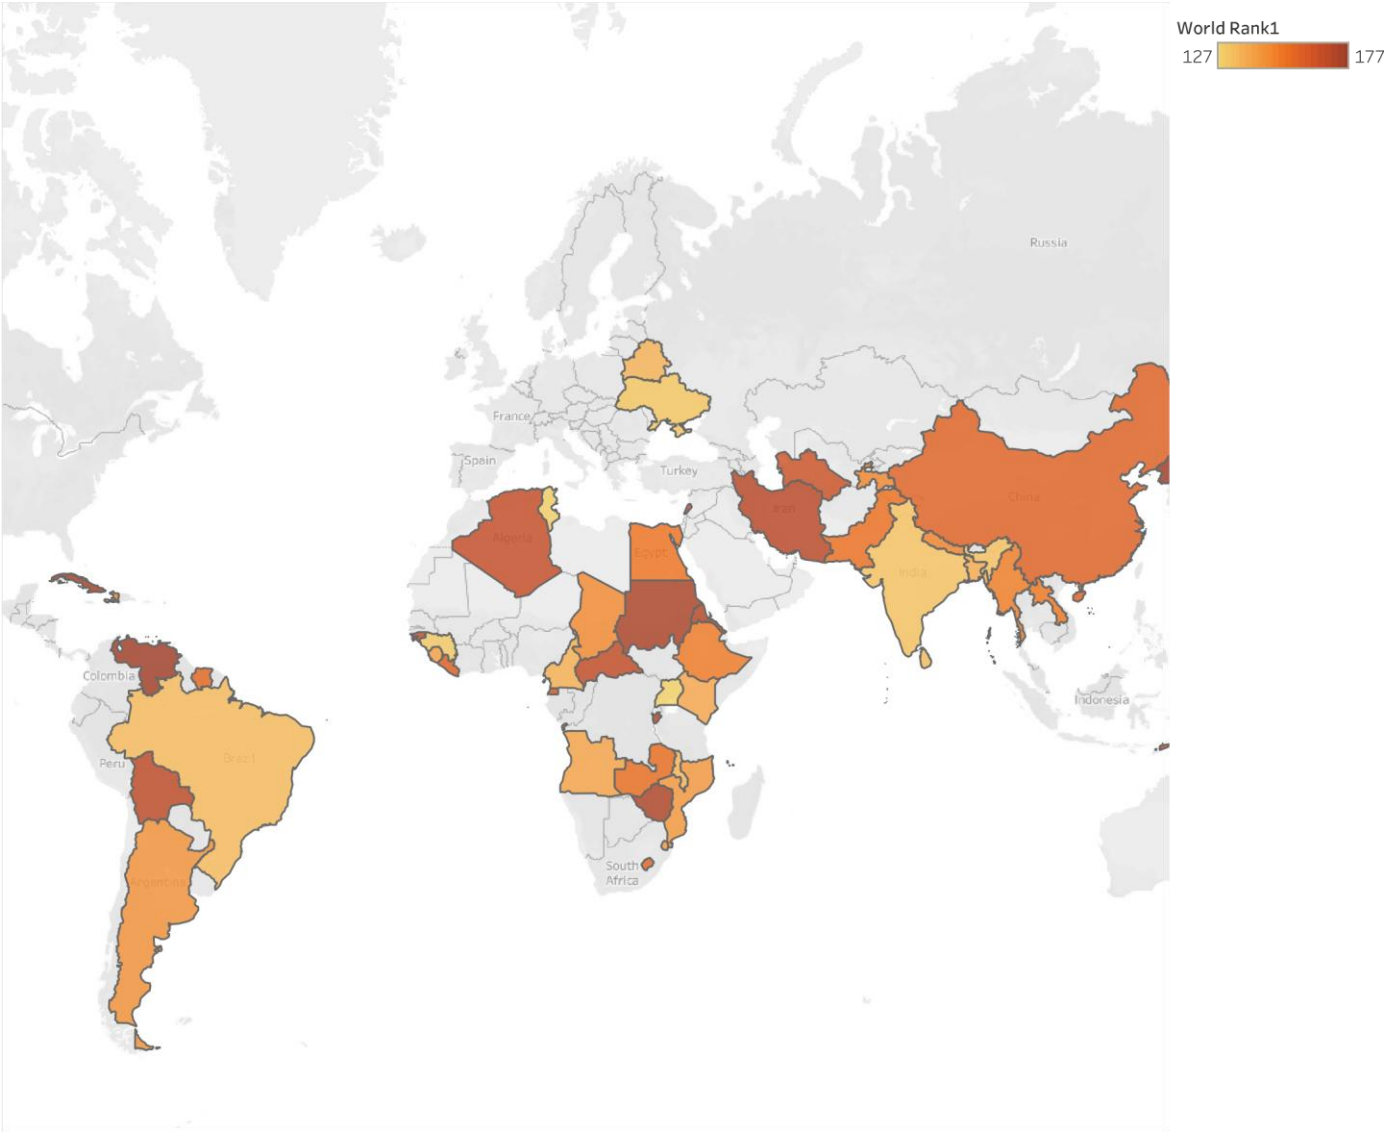 World Rank1
127 177
Russia
France
Spain
Turkey
China
Algeria
Iran
Egypt
India
Colombia
Indonesia
Peru
Brazil
South
Africa
Argentina